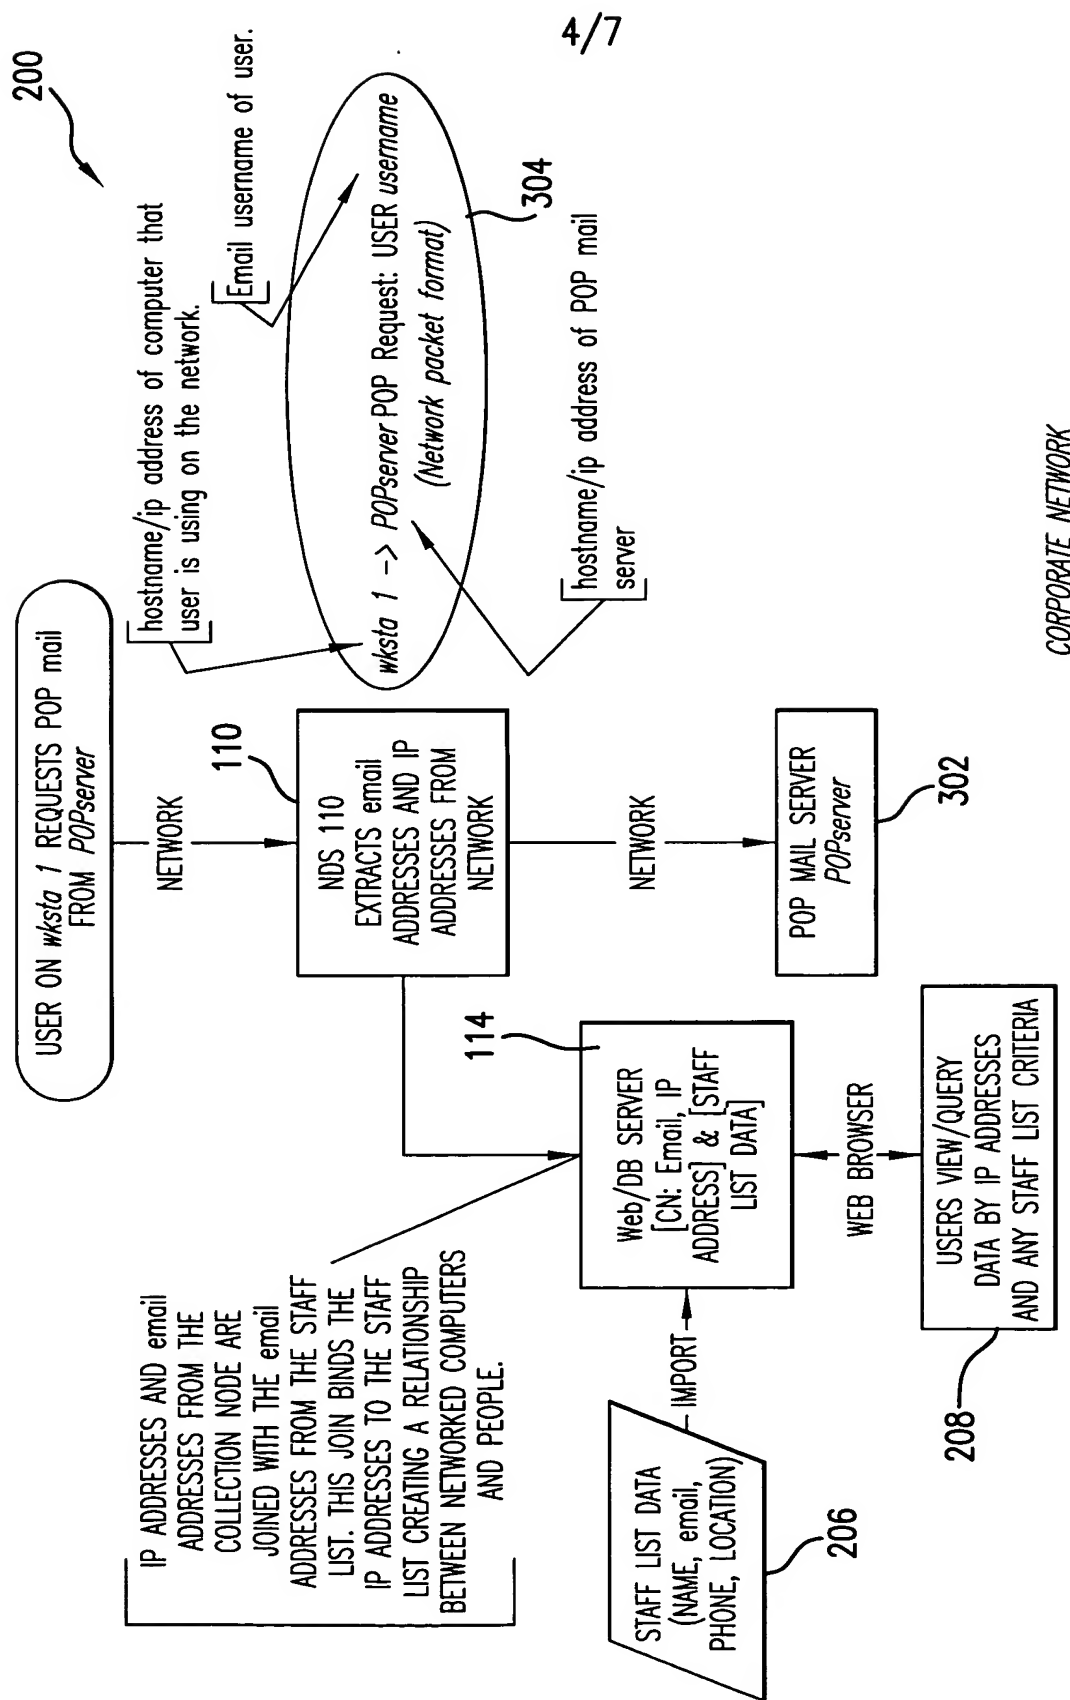 4/7
200
USER ON wksta 1 REQUESTS POP mail
FROM POPserver
hostname/ip address of computer that
user is using on the network.
Email username of user.
wksta 1 -> POPserver POP Request: USER username
(Network packet format)
304
hostname/ip address of POP mail
server
NETWORK
110
NDS 110
EXTRACTS email
ADDRESSES AND IP
ADDRESSES FROM
NETWORK
NETWORK
POP MAIL SERVER
POPserver
302
IP ADDRESSES AND email
ADDRESSES FROM THE
COLLECTION NODE ARE
JOINED WITH THE email
ADDRESSES FROM THE STAFF
LIST. THIS JOIN BINDS THE
IP ADDRESSES TO THE STAFF
LIST CREATING A RELATIONSHIP
BETWEEN NETWORKED COMPUTERS
AND PEOPLE.
114
Web/DB SERVER
[CN: Email, IP
ADDRESS] & [STAFF
LIST DATA]
IMPORT
STAFF LIST DATA
(NAME, email,
PHONE, LOCATION)
206
WEB BROWSER
USERS VIEW/QUERY
DATA BY IP ADDRESSES
AND ANY STAFF LIST CRITERIA
208
CORPORATE NETWORK